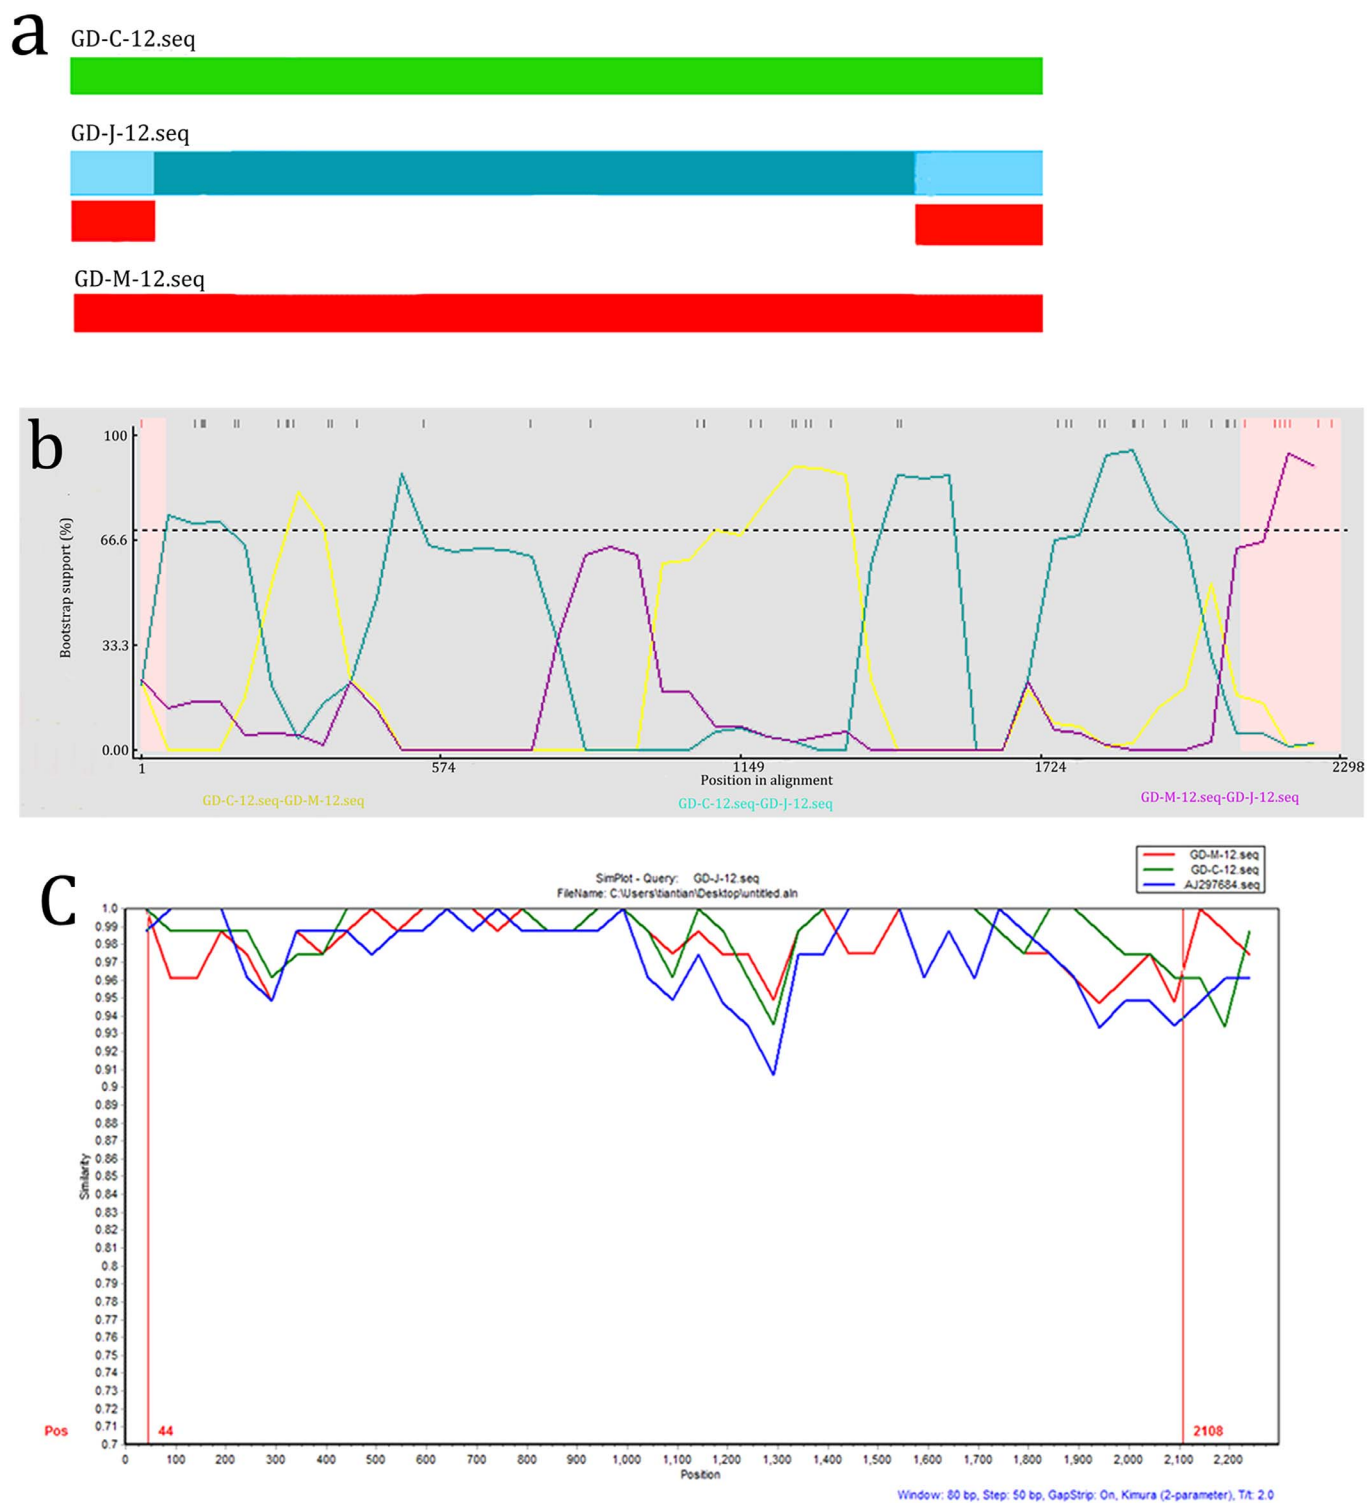 a
GD-C-12.seq
GD-J-12.seq
GD-M-12.seq
b
100
66.6
33.3
0.00
Bootstrap support (%)
1 574 1149 1724 2298
Position in alignment
GD-C-12.seq-GD-M-12.seq GD-C-12.seq-GD-J-12.seq GD-M-12.seq-GD-J-12.seq
C
GD-M-12.seq
GD-C-12.seq
AJ297684.seq
SimPlot - Query: GD-J-12.seq
FileName: C:\Users\tiantian\Desktop\untitled.aln
1.0
0.99
0.98
0.97
0.96
0.95
0.94
0.93
0.92
0.91
0.9
0.89
0.88
0.87
0.86
0.85
0.84
0.83
0.82
0.81
0.8
0.79
0.78
0.77
0.76
0.75
0.74
0.73
0.72
0.71
0.7
Similarity
Pos 44 2108
0 100 200 300 400 500 600 700 800 900 1,000 1,100 1,200 1,300 1,400 1,500 1,600 1,700 1,800 1,900 2,000 2,100 2,200
Position
Window: 80 bp, Step: 50 bp, GapStrip: On, Kimura (2-parameter), T/t: 2.0